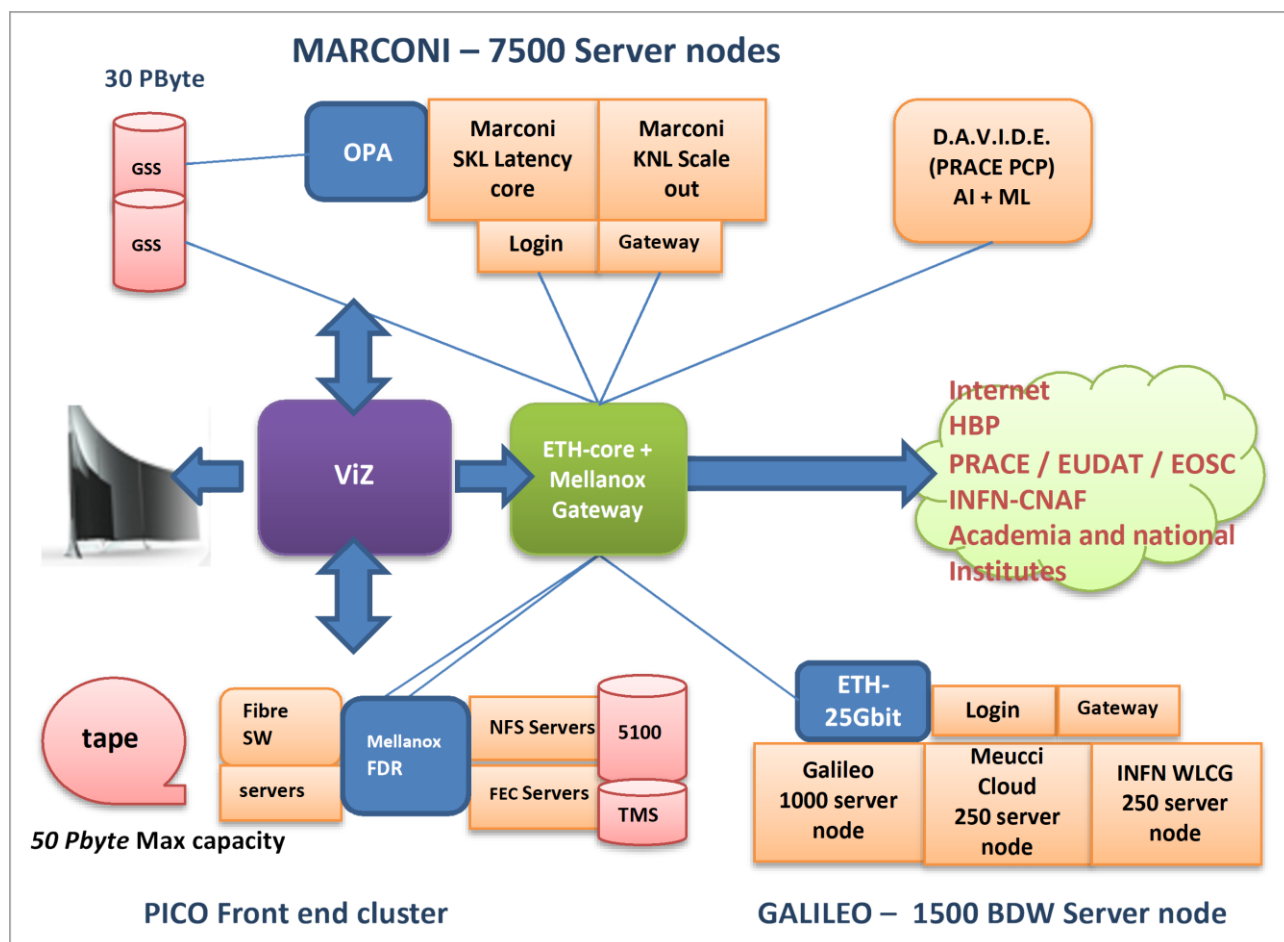 MARCONI – 7500 Server nodes
30 PByte
GSS
GSS
OPA
Marconi
SKL Latency
core
Marconi
KNL Scale
out
Login
Gateway
D.A.V.I.D.E.
(PRACE PCP)
AI + ML
ViZ
ETH-core +
Mellanox
Gateway
Internet
HBP
PRACE / EUDAT / EOSC
INFN-CNAF
Academia and national
Institutes
tape
50 Pbyte Max capacity
Fibre
SW
servers
Mellanox
FDR
NFS Servers
FEC Servers
5100
TMS
ETH-
25Gbit
Login
Gateway
Galileo
1000 server
node
Meucci
Cloud
250 server
node
INFN WLCG
250 server
node
PICO Front end cluster
GALILEO – 1500 BDW Server node